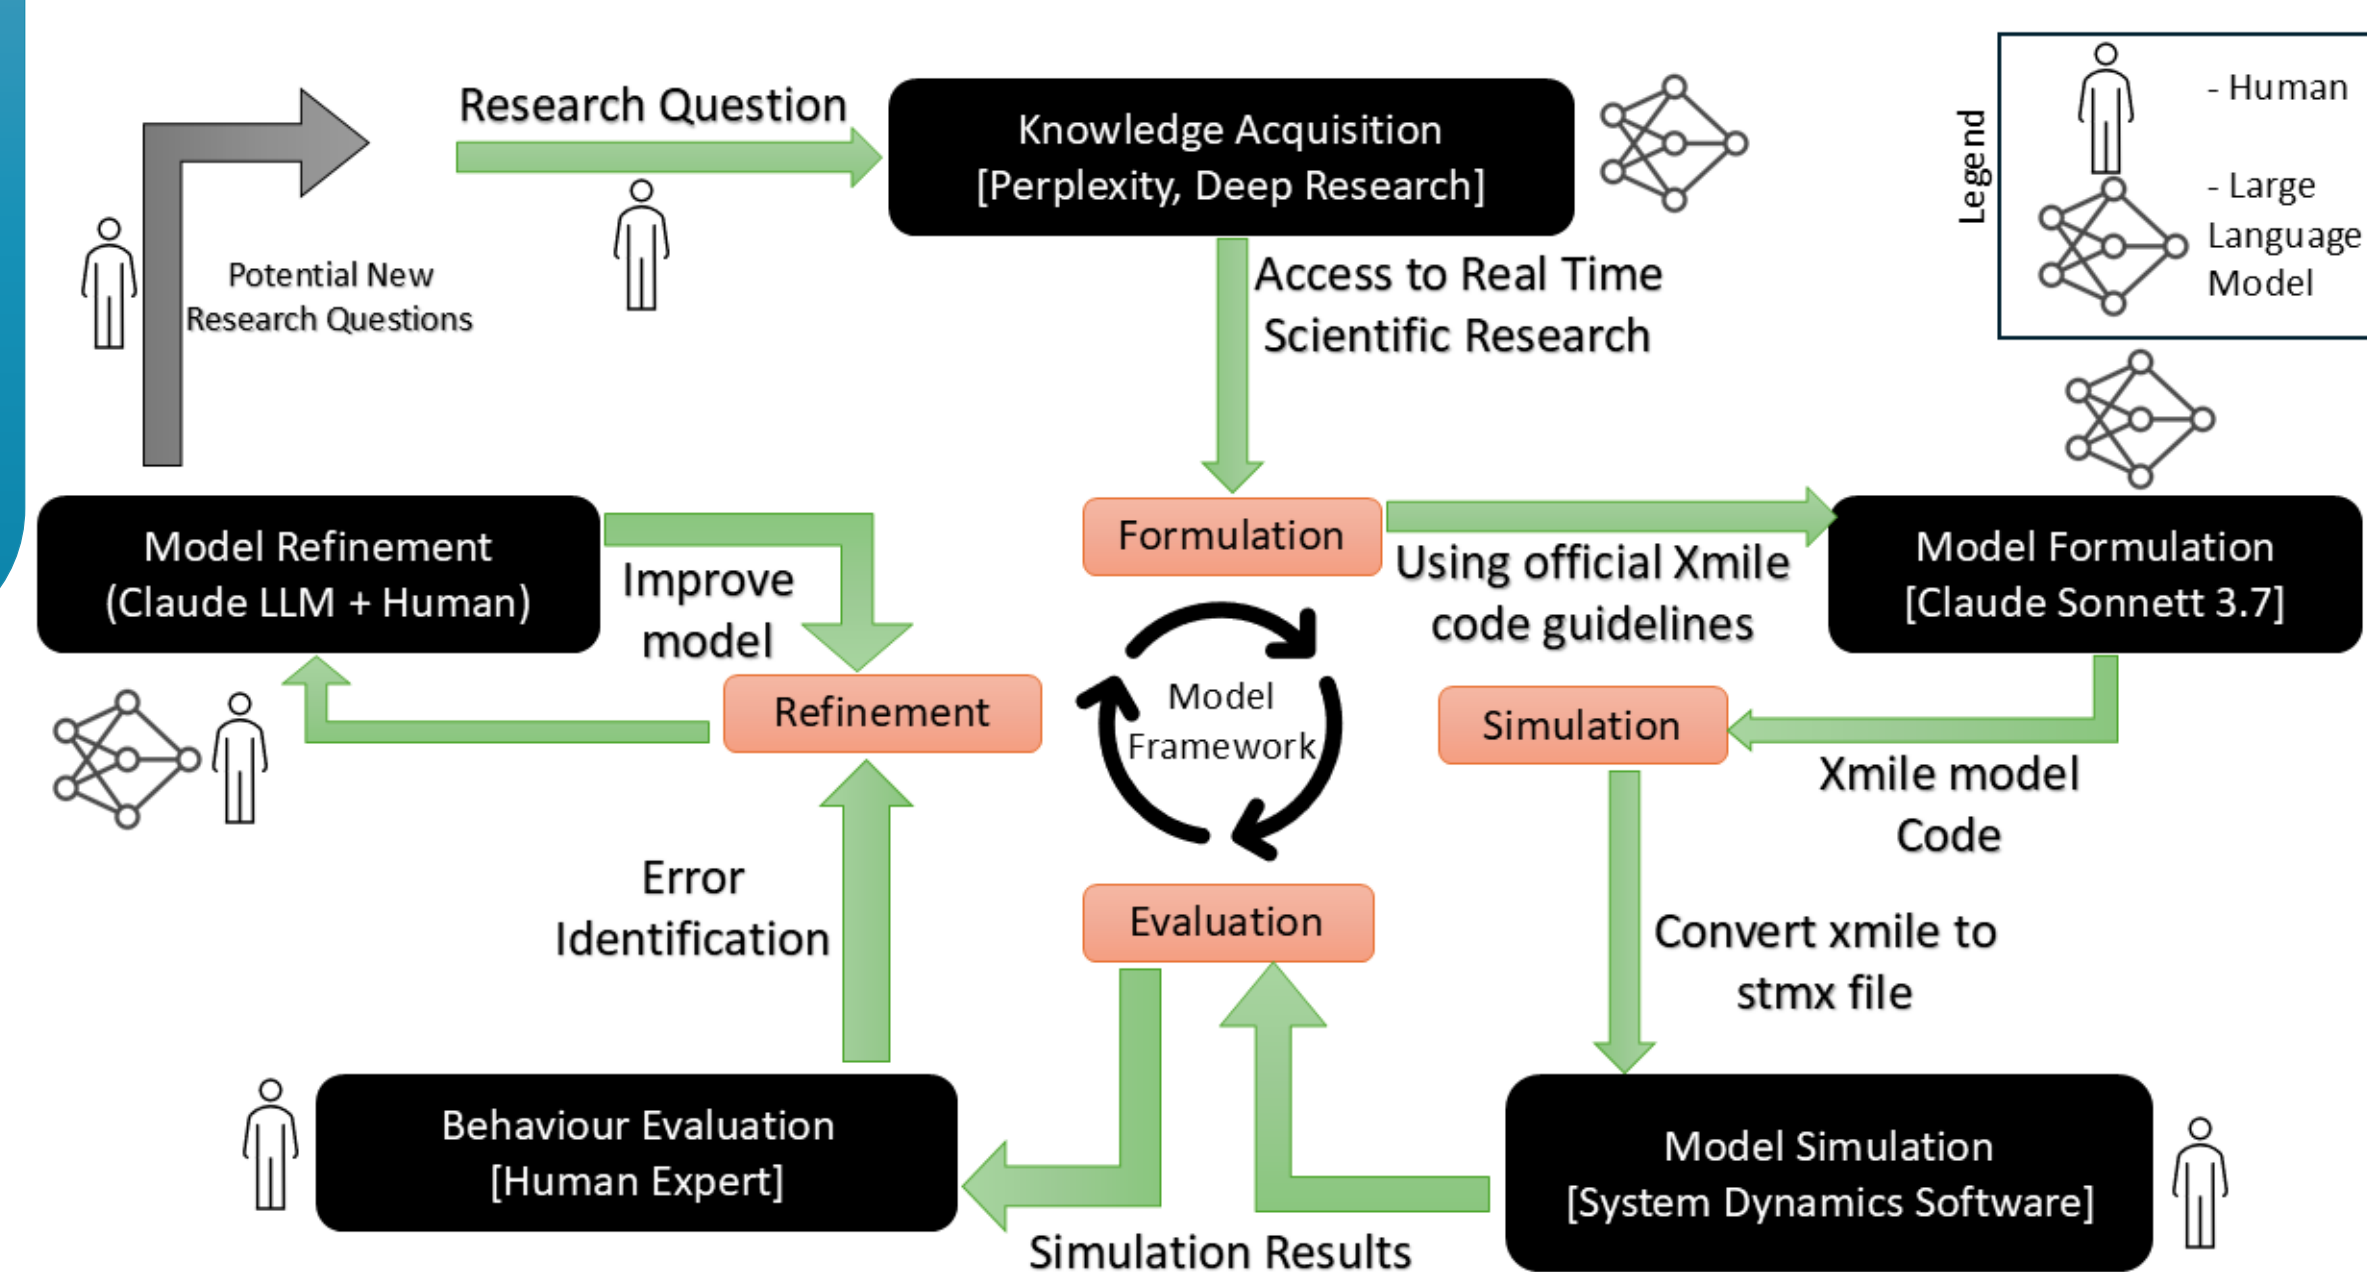 Research Question
Knowledge Acquisition
[Perplexity, Deep Research]
Legend
- Human
- Large
Language
Model
Potential New
Research Questions
Access to Real Time
Scientific Research
Model Refinement
(Claude LLM + Human)
Improve
model
Formulation
Using official Xmile
code guidelines
Model Formulation
[Claude Sonnett 3.7]
Refinement
Model
Framework
Simulation
Xmile model
Code
Error
Identification
Evaluation
Convert xmile to
stmx file
Behaviour Evaluation
[Human Expert]
Simulation Results
Model Simulation
[System Dynamics Software]